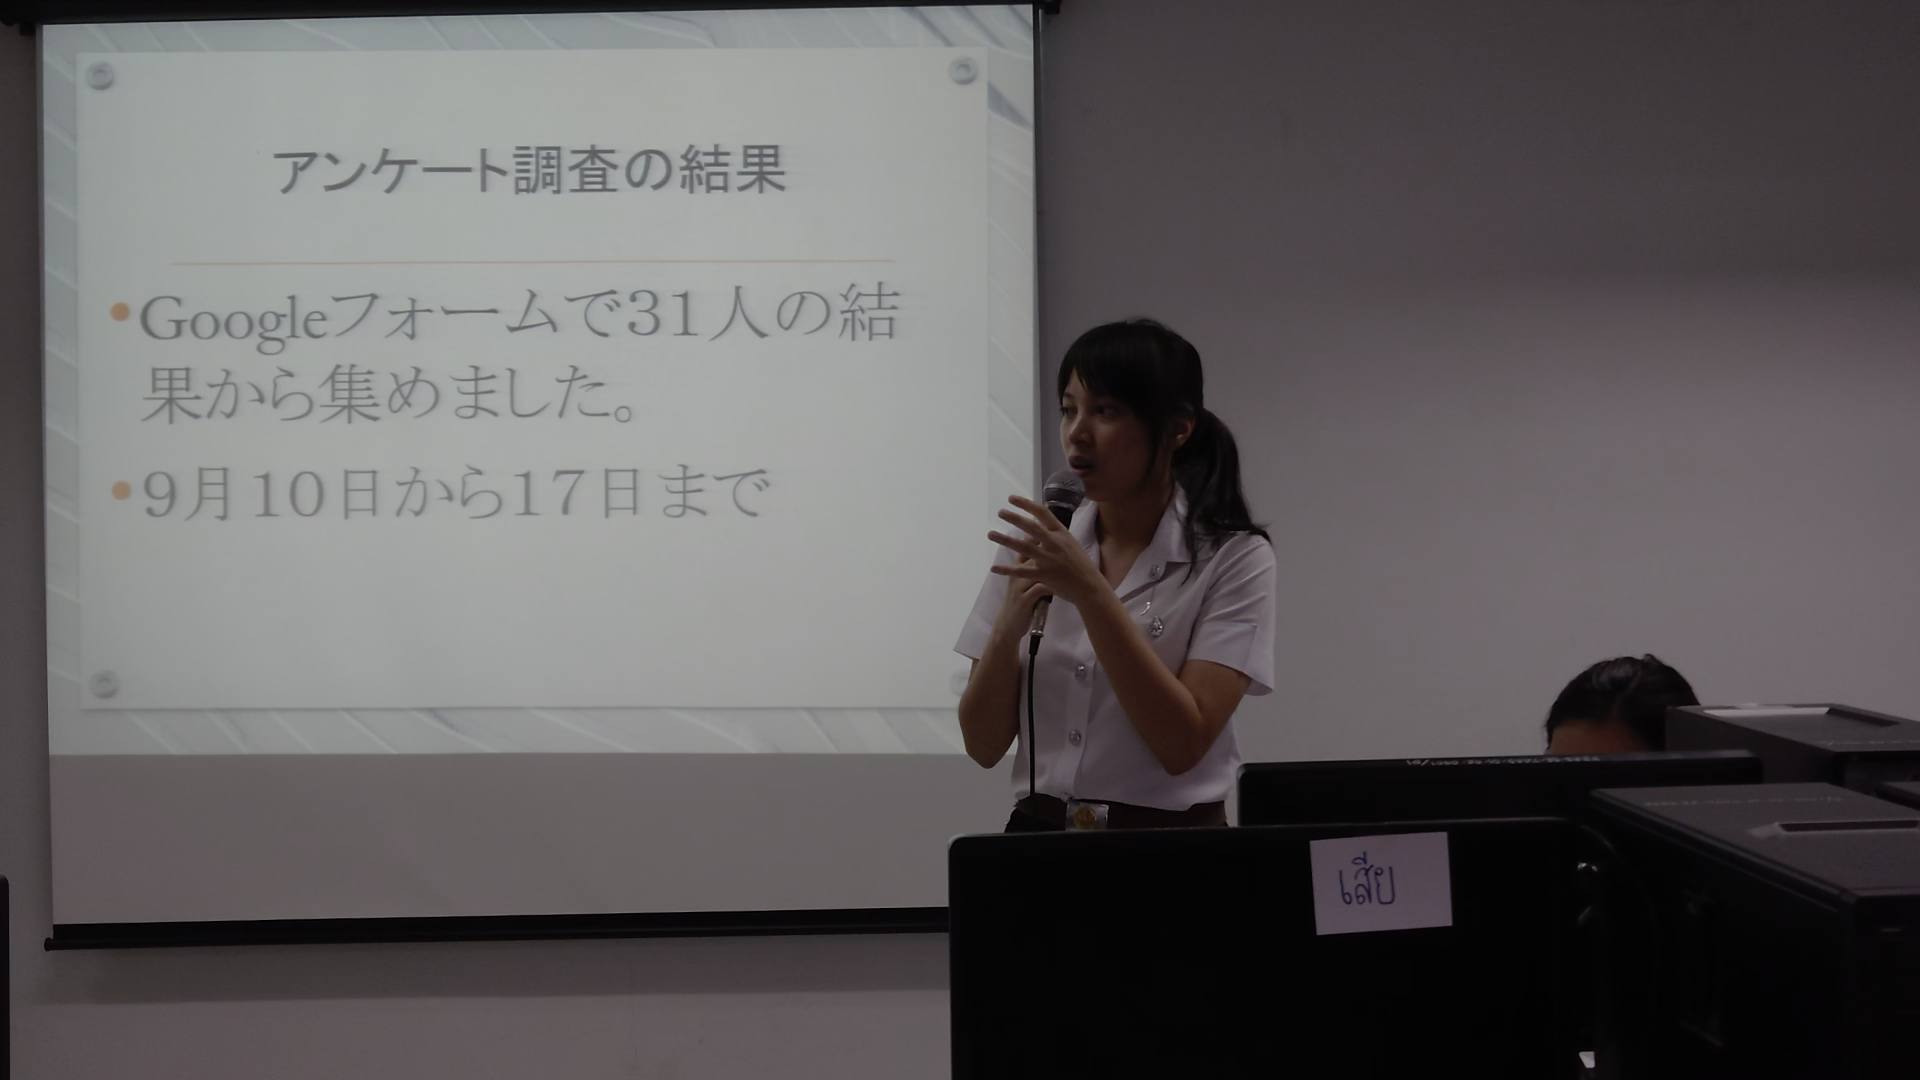 アンケート調査の結果
Googleフォームで31人の結
果から集めました。
9月10日から17日まで
เสีย